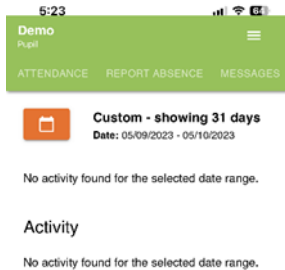 5:23
64
Demo
Pupil
ATTENDANCE REPORT ABSENCE MESSAGES
Custom - showing 31 days
Date: 05/09/2023 - 05/10/2023
No activity found for the selected date range.
Activity
No activity found for the selected date range.